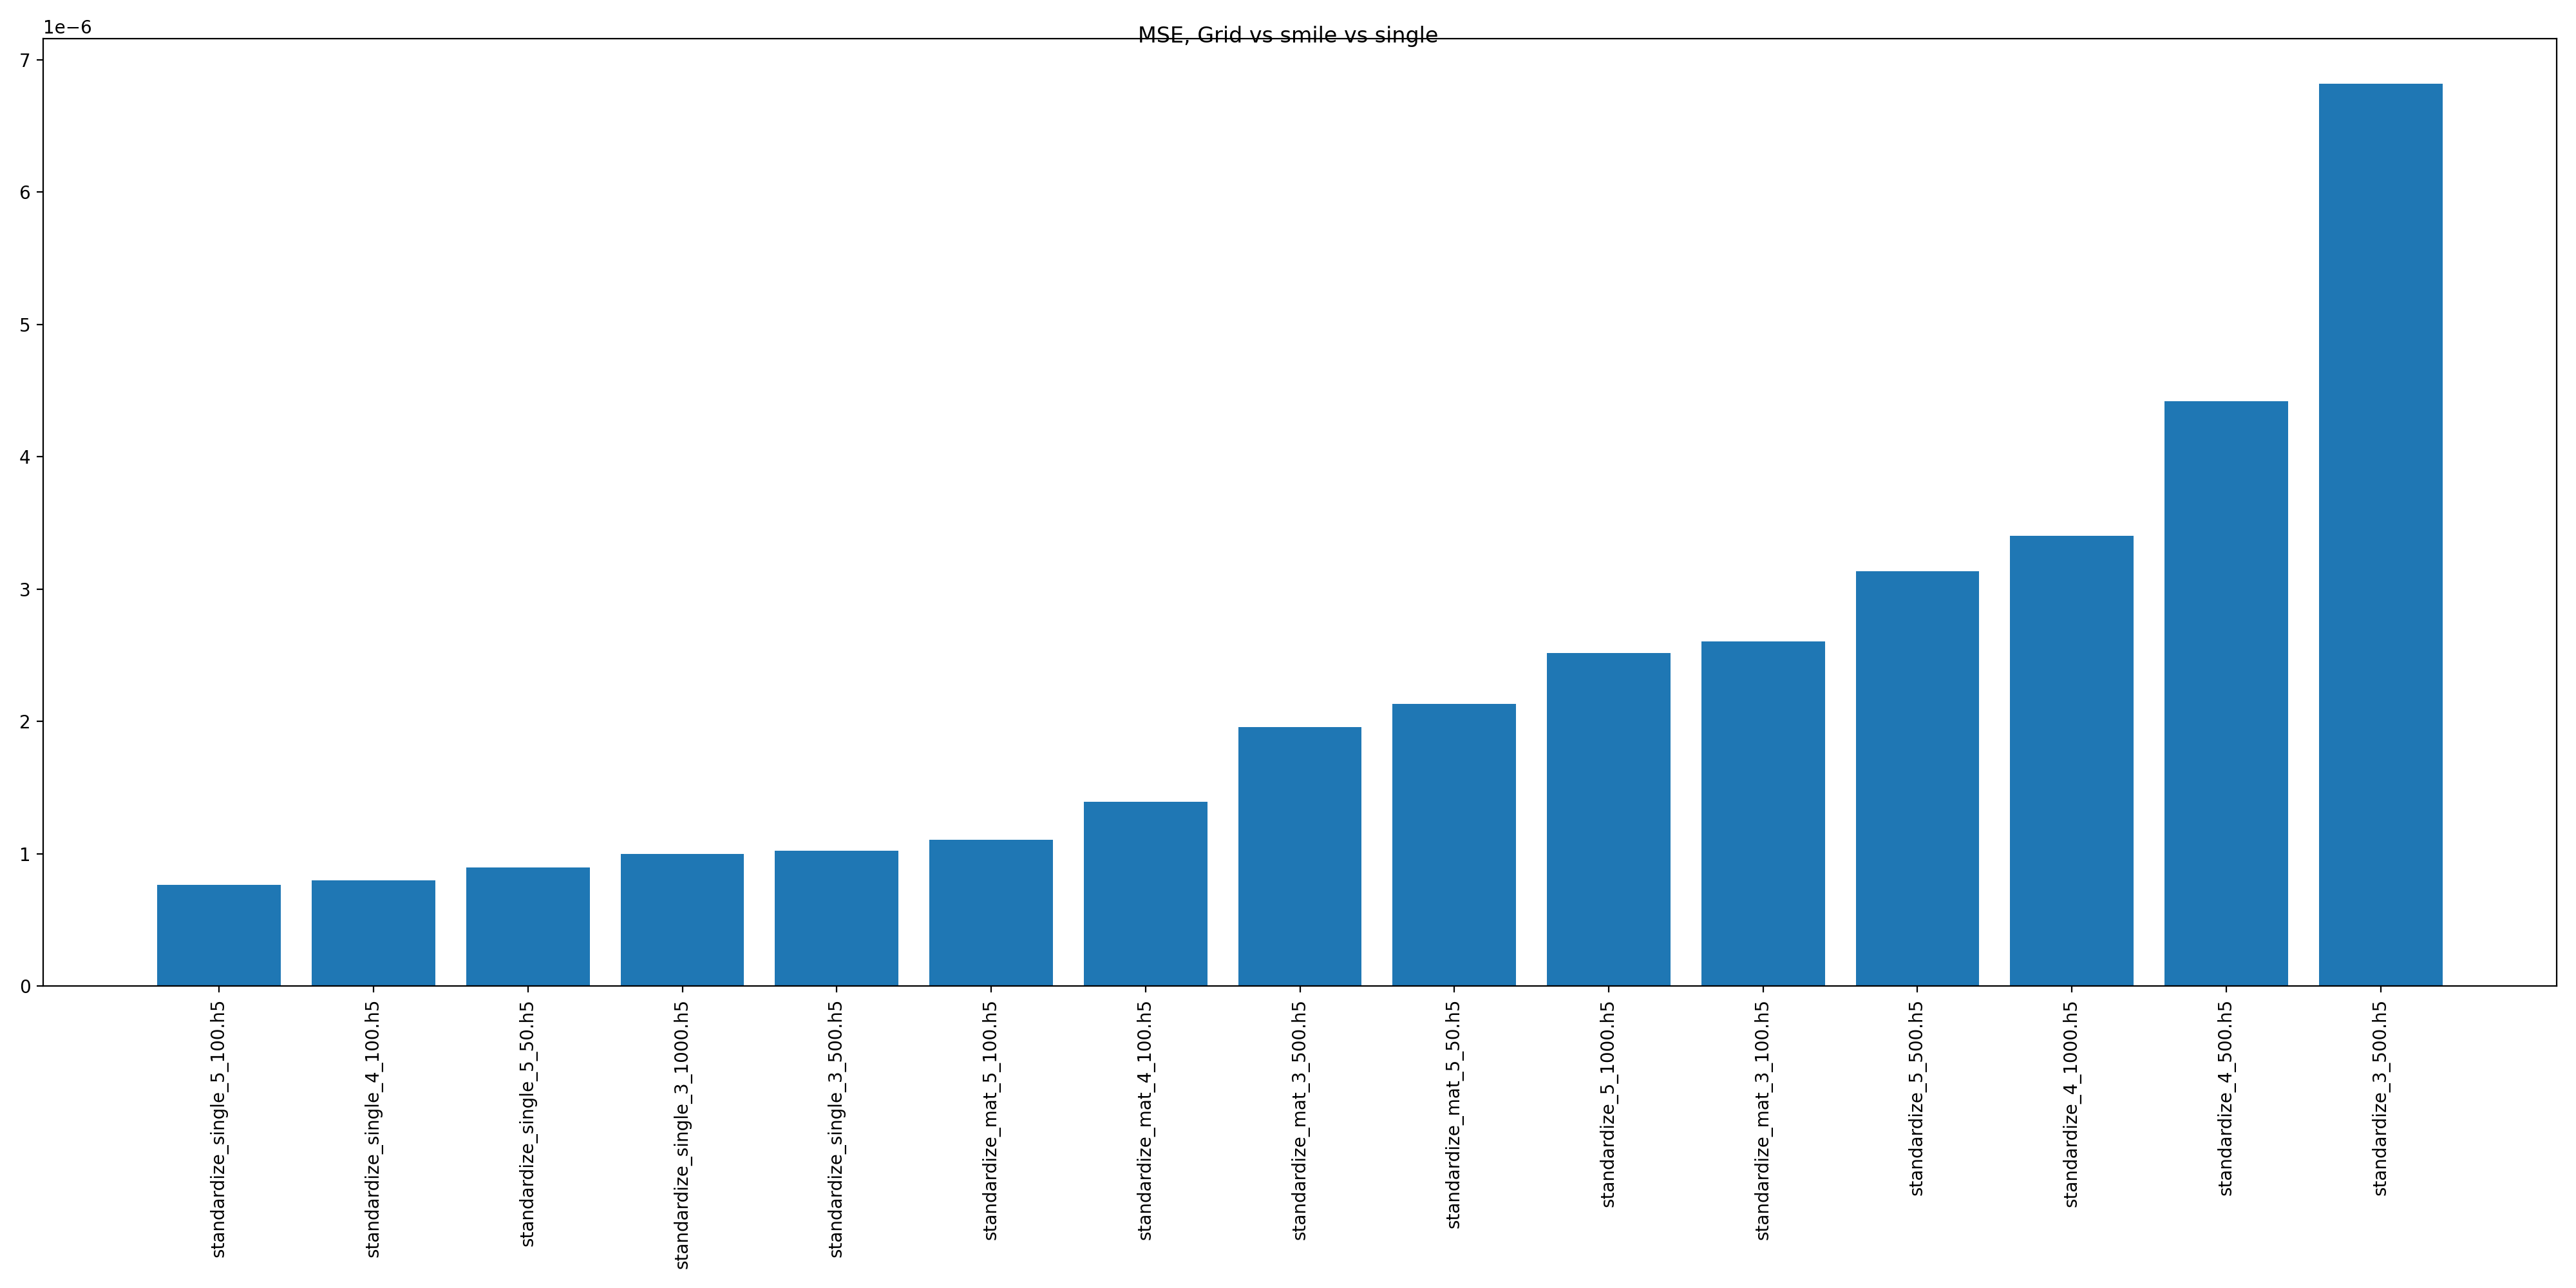 MSE, Grid vs smile vs single
1e−6
7
6
5
4
3
2
1
0
standardize_single_5_100.h5
standardize_single_4_100.h5
standardize_single_5_50.h5
standardize_single_3_1000.h5
standardize_single_3_500.h5
standardize_mat_5_100.h5
standardize_mat_4_100.h5
standardize_mat_3_500.h5
standardize_mat_5_50.h5
standardize_5_1000.h5
standardize_mat_3_100.h5
standardize_5_500.h5
standardize_4_1000.h5
standardize_4_500.h5
standardize_3_500.h5